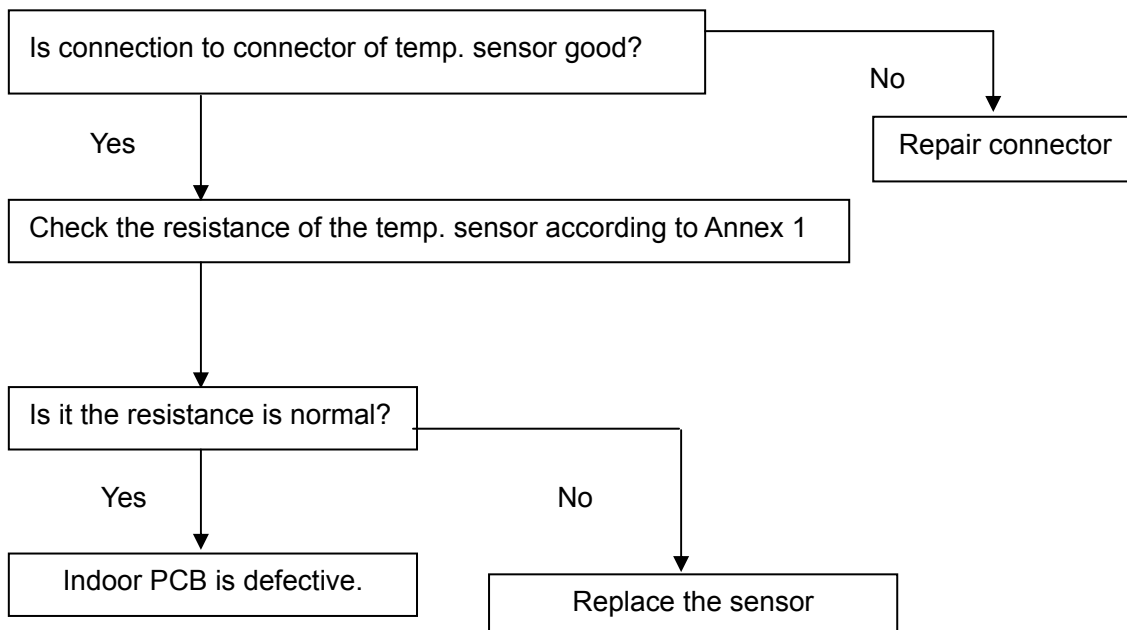 Is connection to connector of temp. sensor good?
No
Yes
Repair connector
Check the resistance of the temp. sensor according to Annex 1
Is it the resistance is normal?
Yes
No
Indoor PCB is defective.
Replace the sensor